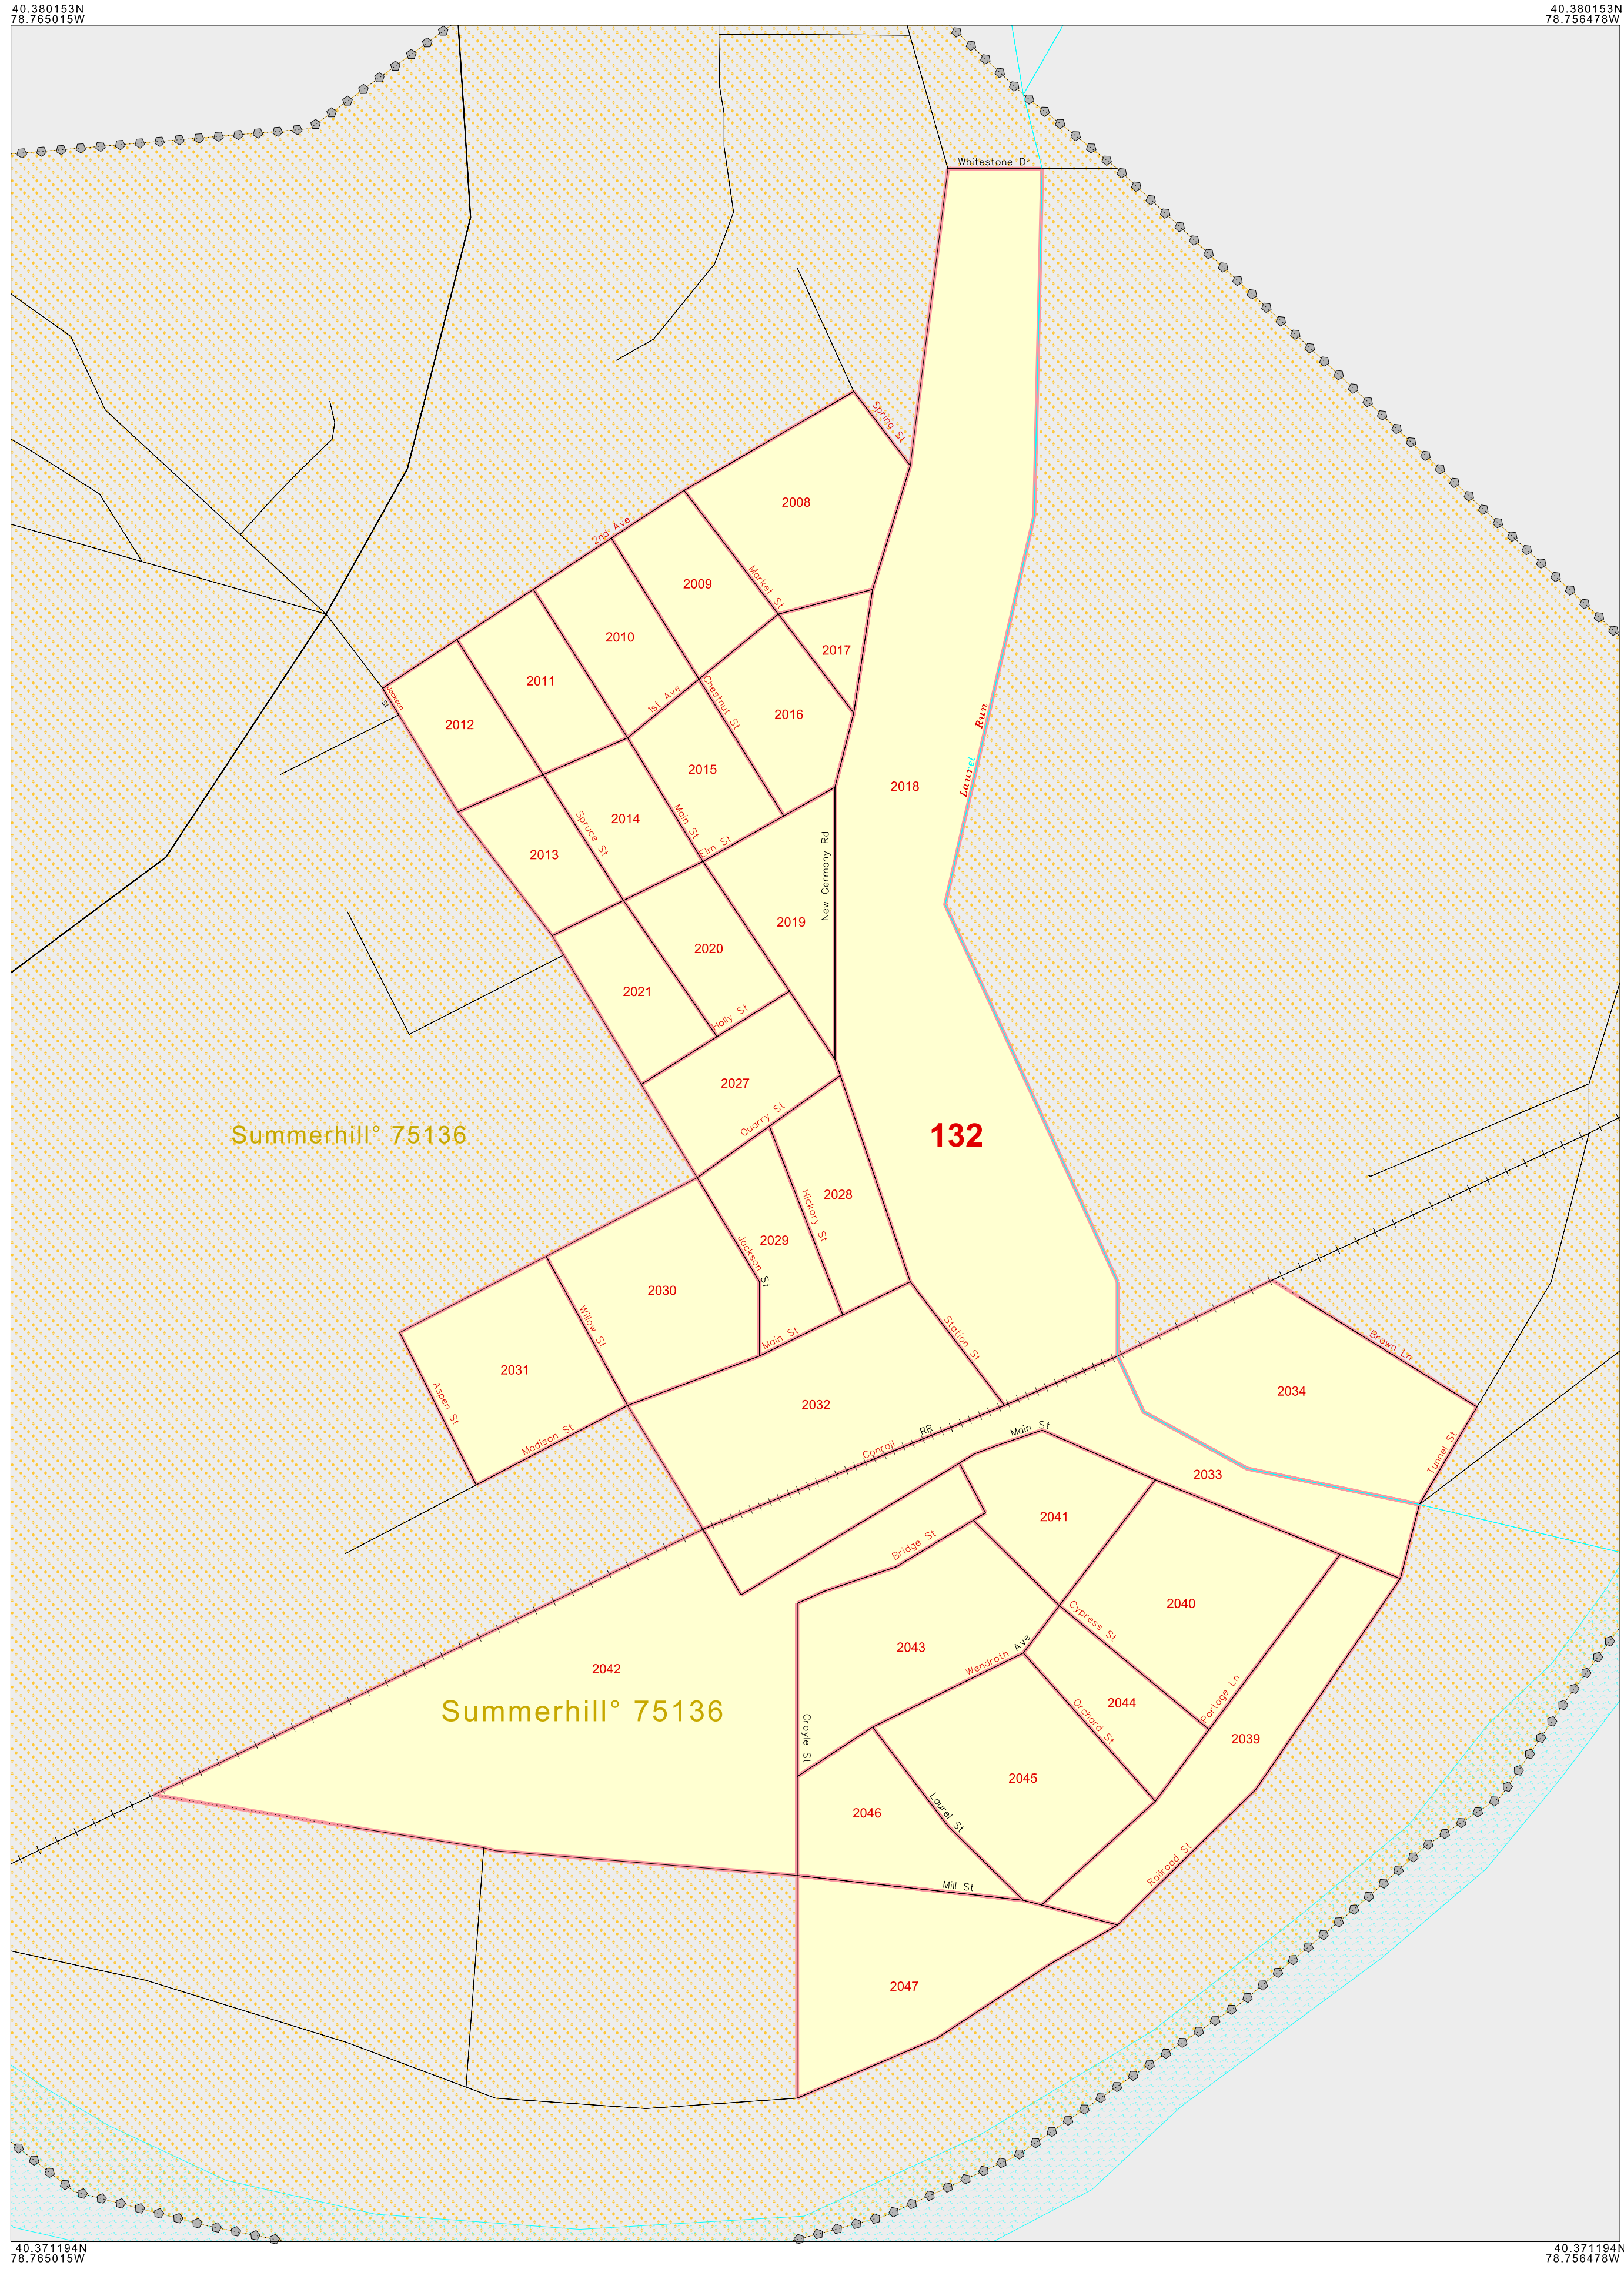 40.380153N
78.765015W
40.380153N
78.756478W
Whitestone Dr
Spring St
2008
2nd Ave
2009
Market St
2010
2017
2011
1st Ave
Chestnut St
Jackson St
2012
2016
2015
2018
Laurel Run
Main St
2014
Spruce St
Elm St
2013
New Germany Rd
2019
2020
2021
Holly St
2027
Quarry St
Summerhill° 75136
132
2028
Hickory St
2029
Jackson St
2030
Willow St
Main St
Station St
Brown Ln
2031
Aspen St
2034
2032
Madison St
Conrail RR
Main St
Tunnel St
2033
2041
Bridge St
2040
Cypress St
2043
Wendroth Ave
2042
Summerhill° 75136
Croyle St
2044
Orchard St
Portage Ln
2039
2045
2046
Laurel St
Railroad St
Mill St
2047
40.371194N
78.765015W
40.371194N
78.756478W